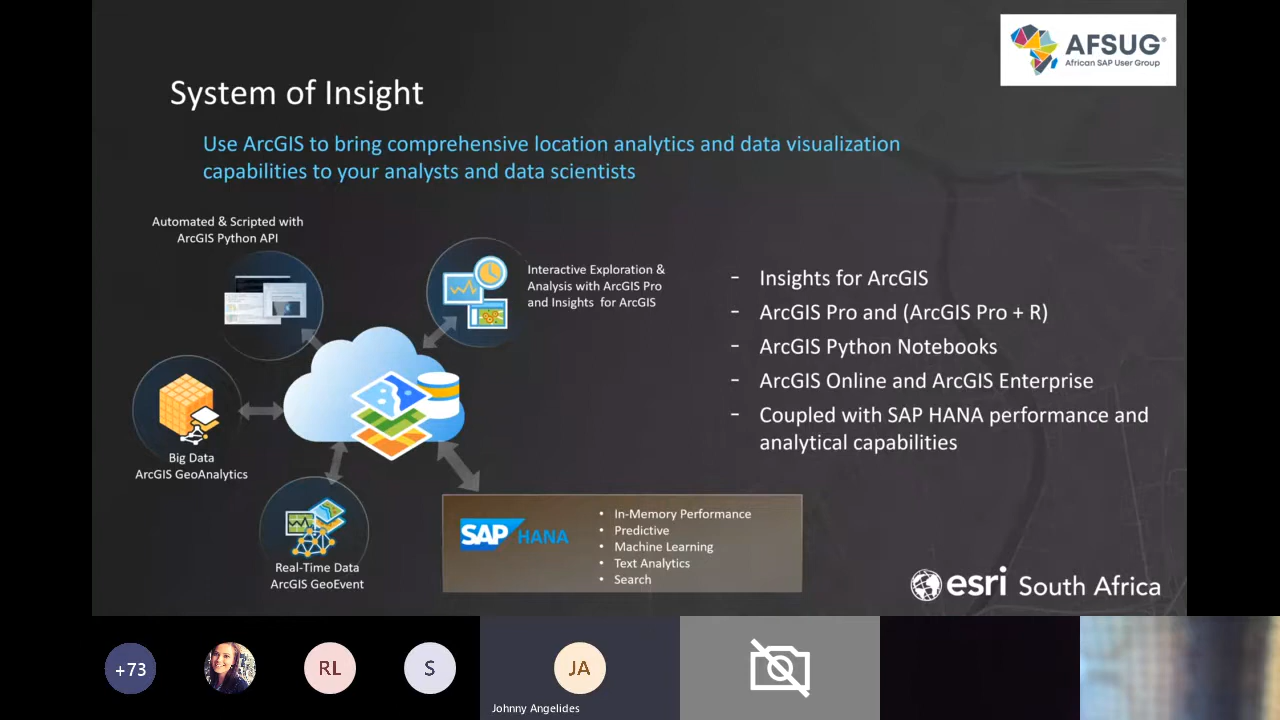 AFSUG®
African SAP User Group
System of Insight
Use ArcGIS to bring comprehensive location analytics and data visualization
capabilities to your analysts and data scientists
Automated & Scripted with
ArcGIS Python API
Interactive Exploration &
Analysis with ArcGIS Pro
and Insights for ArcGIS
Big Data
ArcGIS GeoAnalytics
Real-Time Data
ArcGIS GeoEvent
- Insights for ArcGIS
- ArcGIS Pro and (ArcGIS Pro + R)
- ArcGIS Python Notebooks
- ArcGIS Online and ArcGIS Enterprise
- Coupled with SAP HANA performance and
analytical capabilities
SAP HANA
• In-Memory Performance
• Predictive
• Machine Learning
• Text Analytics
• Search
esri South Africa
+73
RL
S
JA
Johnny Angelides